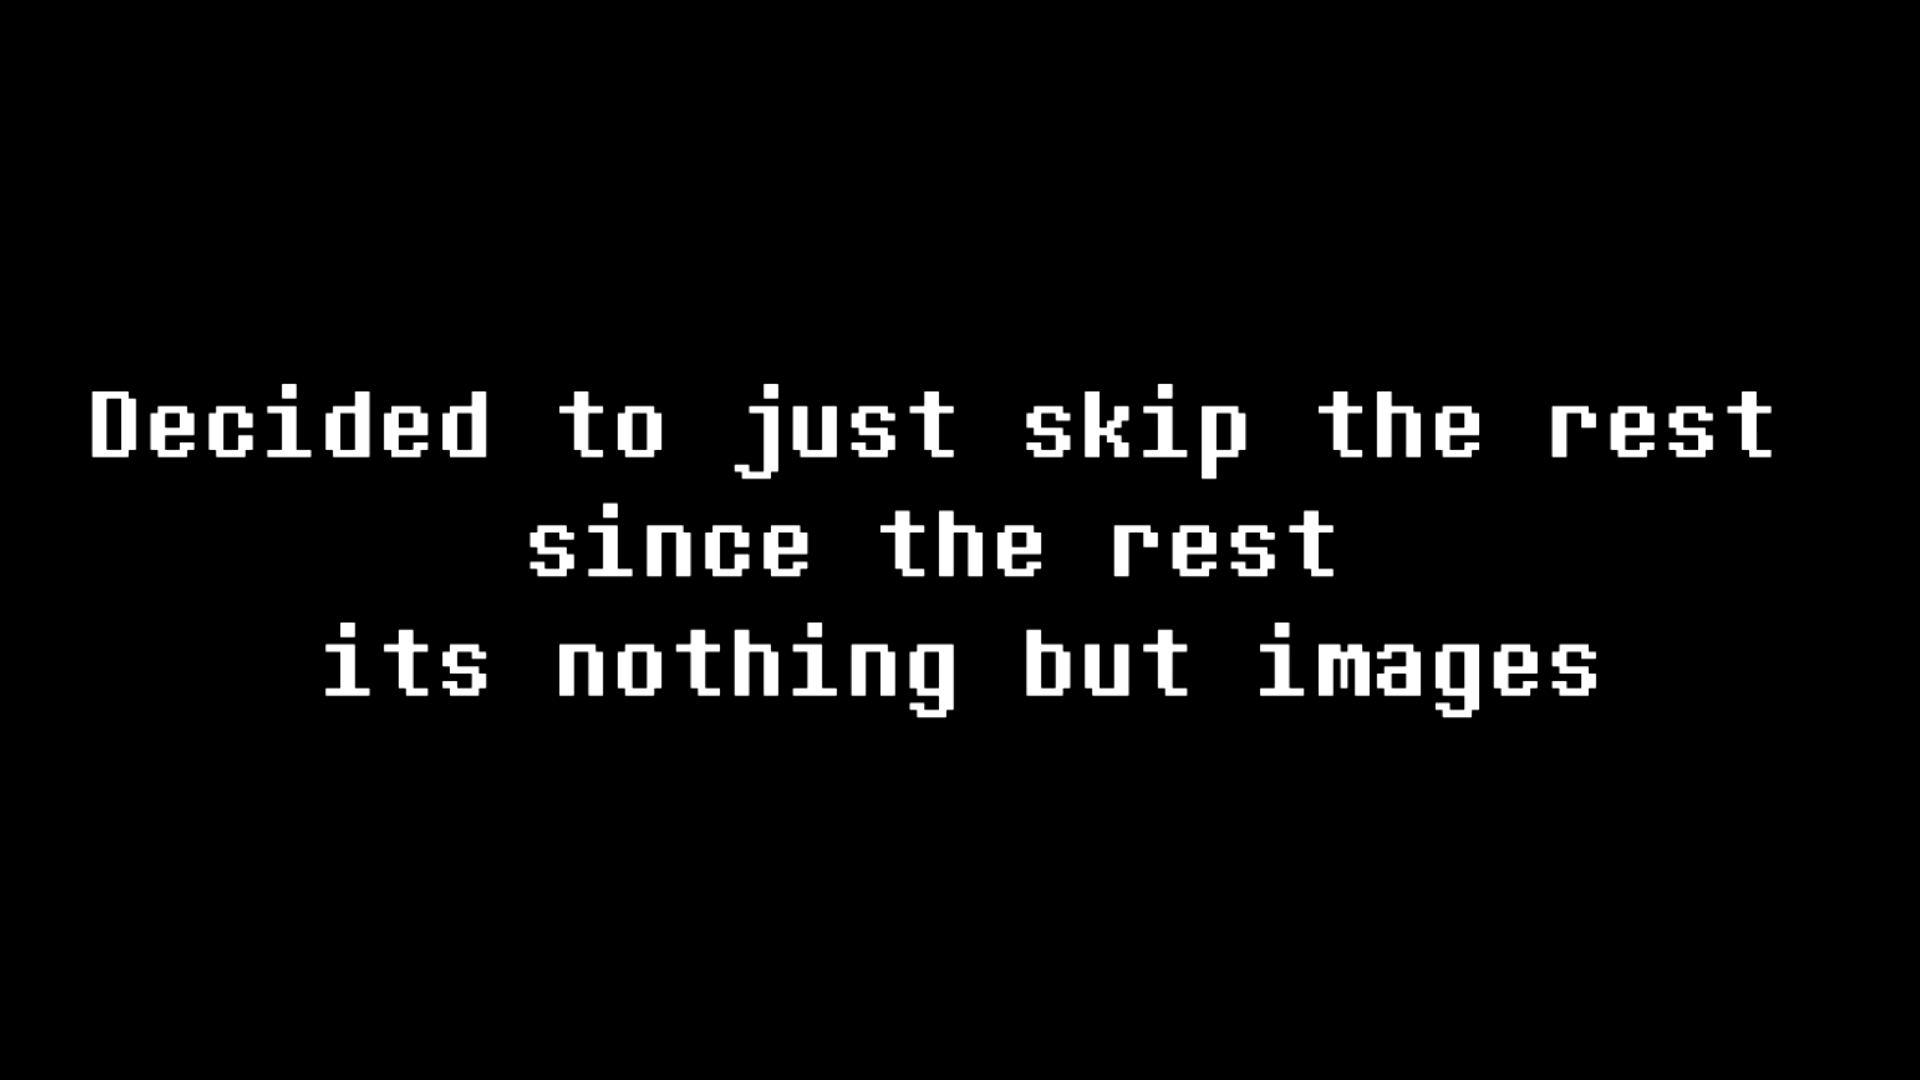 Decided to just skip the rest
since the rest
its nothing but images